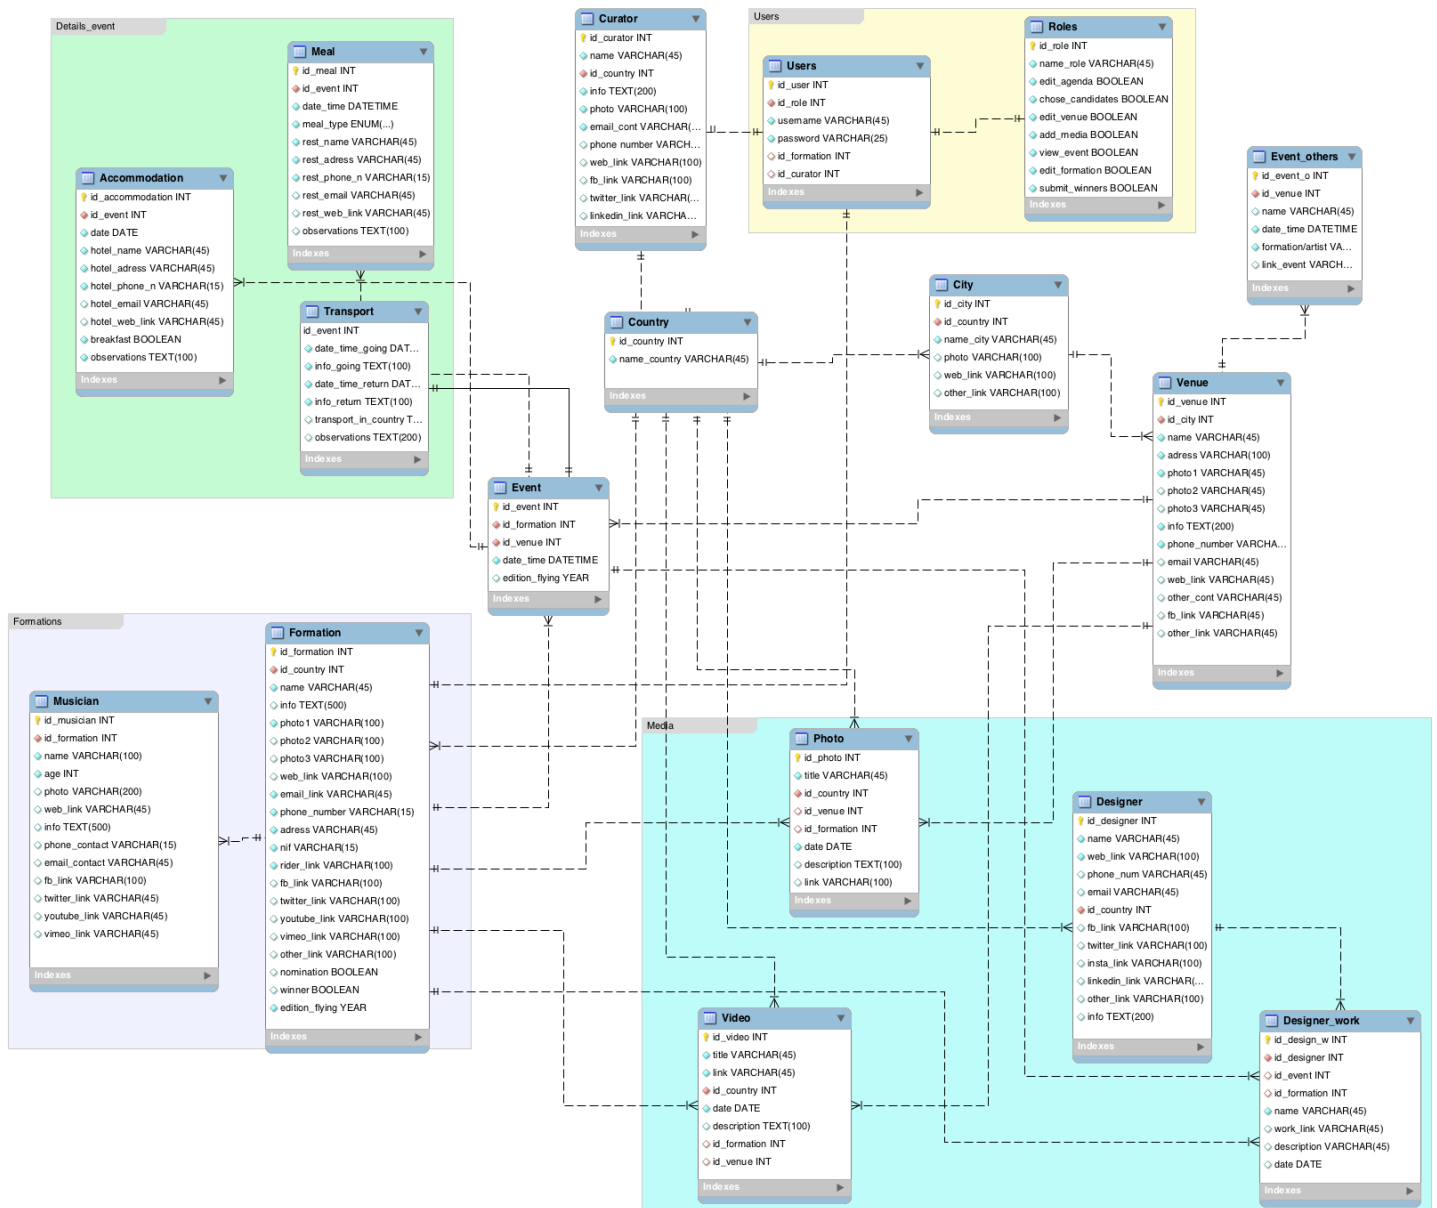 Details_event
Meal
id_meal INT
id_event INT
date_time DATETIME
meal_type ENUM(...)
rest_name VARCHAR(45)
rest_adress VARCHAR(45)
rest_phone_n VARCHAR(15)
rest_email VARCHAR(45)
rest_web_link VARCHAR(45)
observations TEXT(100)
Indexes
Accommodation
id_accommodation INT
id_event INT
date DATE
hotel_name VARCHAR(45)
hotel_adress VARCHAR(45)
hotel_phone_n VARCHAR(15)
hotel_email VARCHAR(45)
hotel_web_link VARCHAR(45)
breakfast BOOLEAN
observations TEXT(100)
Indexes
Transport
id_event INT
date_time_going DAT...
info_going TEXT(100)
date_time_return DAT...
info_return TEXT(100)
transport_in_country T...
observations TEXT(200)
Indexes
Curator
id_curator INT
name VARCHAR(45)
id_country INT
info TEXT(200)
photo VARCHAR(100)
email_cont VARCHAR(...
phone number VARCH...
web_link VARCHAR(100)
fb_link VARCHAR(100)
twitter_link VARCHAR(...
linkedin_link VARCHA...
Indexes
Users
Users
id_user INT
id_role INT
username VARCHAR(45)
password VARCHAR(25)
id_formation INT
id_curator INT
Indexes
Roles
id_role INT
name_role VARCHAR(45)
edit_agenda BOOLEAN
chose_candidates BOOLEAN
edit_venue BOOLEAN
add_media BOOLEAN
view_event BOOLEAN
edit_formation BOOLEAN
submit_winners BOOLEAN
Indexes
Event_others
id_event_o INT
id_venue INT
name VARCHAR(45)
date_time DATETIME
formation/artist VA...
link_event VARCH...
Indexes
Country
id_country INT
name_country VARCHAR(45)
Indexes
City
id_city INT
id_country INT
name_city VARCHAR(45)
photo VARCHAR(100)
web_link VARCHAR(100)
other_link VARCHAR(100)
Indexes
Venue
id_venue INT
id_city INT
name VARCHAR(45)
adress VARCHAR(100)
photo1 VARCHAR(45)
photo2 VARCHAR(45)
photo3 VARCHAR(45)
info TEXT(200)
phone_number VARCHA...
email VARCHAR(45)
web_link VARCHAR(45)
other_cont VARCHAR(45)
fb_link VARCHAR(45)
other_link VARCHAR(45)
Indexes
Event
id_event INT
id_formation INT
id_venue INT
date_time DATETIME
edition_flying YEAR
Indexes
Formations
Formation
id_formation INT
id_country INT
name VARCHAR(45)
info TEXT(500)
photo1 VARCHAR(100)
photo2 VARCHAR(100)
photo3 VARCHAR(100)
web_link VARCHAR(100)
email_link VARCHAR(45)
phone_number VARCHAR(15)
adress VARCHAR(45)
nif VARCHAR(15)
rider_link VARCHAR(100)
fb_link VARCHAR(100)
twitter_link VARCHAR(100)
youtube_link VARCHAR(100)
vimeo_link VARCHAR(100)
other_link VARCHAR(100)
nomination BOOLEAN
winner BOOLEAN
edition_flying YEAR
Indexes
Musician
id_musician INT
id_formation INT
name VARCHAR(100)
age INT
photo VARCHAR(200)
web_link VARCHAR(45)
info TEXT(500)
phone_contact VARCHAR(15)
email_contact VARCHAR(45)
fb_link VARCHAR(100)
twitter_link VARCHAR(45)
youtube_link VARCHAR(45)
vimeo_link VARCHAR(45)
Indexes
Media
Photo
id_photo INT
title VARCHAR(45)
id_country INT
id_venue INT
id_formation INT
date DATE
description TEXT(100)
link VARCHAR(100)
Indexes
Designer
id_designer INT
name VARCHAR(45)
web_link VARCHAR(100)
phone_num VARCHAR(45)
email VARCHAR(45)
id_country INT
fb_link VARCHAR(100)
twitter_link VARCHAR(100)
insta_link VARCHAR(100)
linkedin_link VARCHAR(...
other_link VARCHAR(100)
info TEXT(200)
Indexes
Video
id_video INT
title VARCHAR(45)
link VARCHAR(45)
id_country INT
date DATE
description TEXT(100)
id_formation INT
id_venue INT
Indexes
Designer_work
id_design_w INT
id_designer INT
id_event INT
id_formation INT
name VARCHAR(45)
work_link VARCHAR(45)
description VARCHAR(45)
date DATE
Indexes